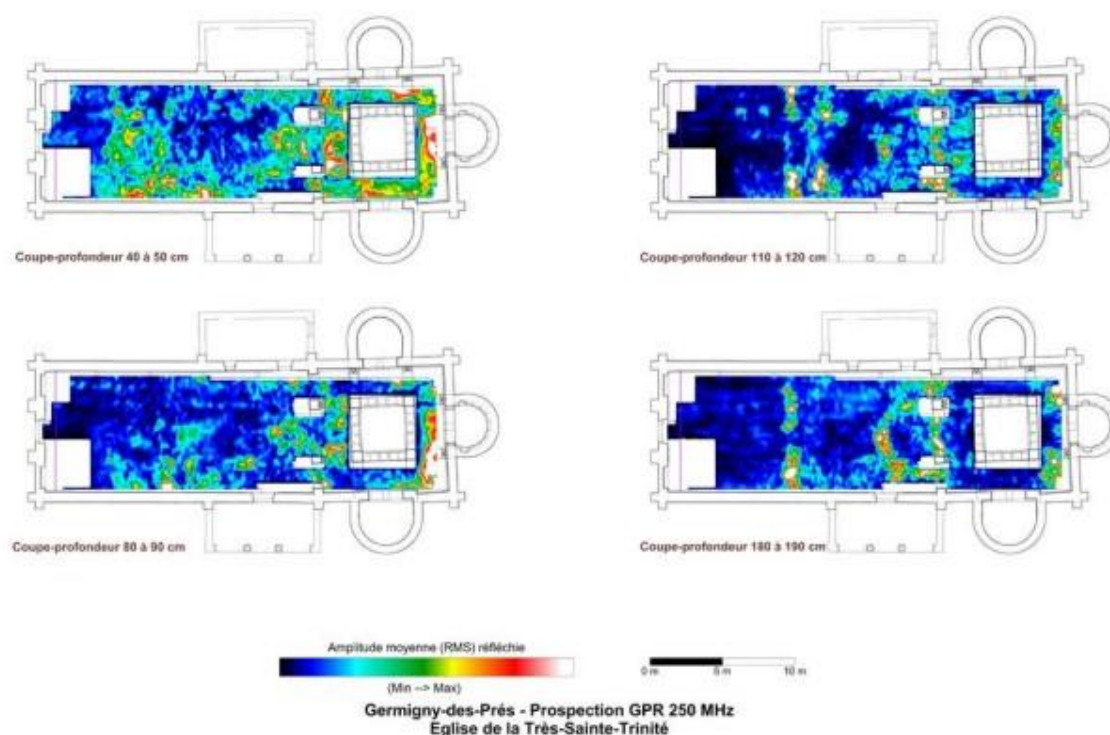 Coupe-profondeur 40 à 50 cm
Coupe-profondeur 110 à 120 cm
Coupe-profondeur 80 à 90 cm
Coupe-profondeur 180 à 190 cm
Amplitude moyenne (RMS) réfléchie
(Min --> Max)
0 m 5 m 10 m
Germigny-des-Prés - Prospection GPR 250 MHz
Eglise de la Très-Sainte-Trinité